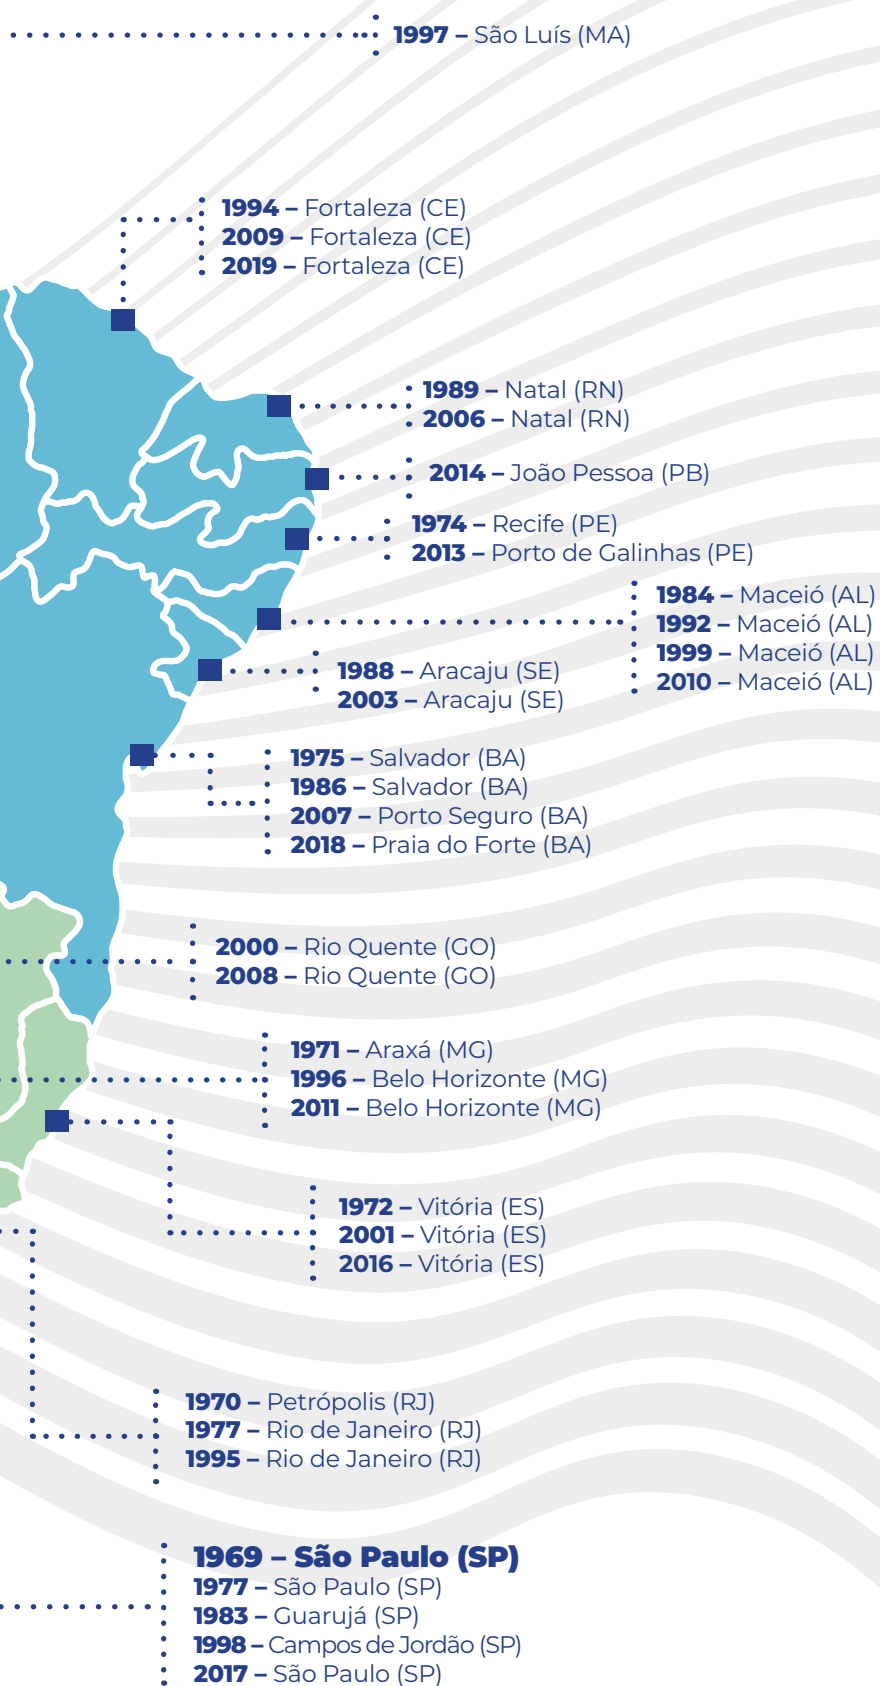 1997 – São Luís (MA)
1994 – Fortaleza (CE)
2009 – Fortaleza (CE)
2019 – Fortaleza (CE)
1989 – Natal (RN)
2006 – Natal (RN)
2014 – João Pessoa (PB)
1974 – Recife (PE)
2013 – Porto de Galinhas (PE)
1984 – Maceió (AL)
1992 – Maceió (AL)
1999 – Maceió (AL)
2010 – Maceió (AL)
1988 – Aracaju (SE)
2003 – Aracaju (SE)
1975 – Salvador (BA)
1986 – Salvador (BA)
2007 – Porto Seguro (BA)
2018 – Praia do Forte (BA)
2000 – Rio Quente (GO)
2008 – Rio Quente (GO)
1971 – Araxá (MG)
1996 – Belo Horizonte (MG)
2011 – Belo Horizonte (MG)
1972 – Vitória (ES)
2001 – Vitória (ES)
2016 – Vitória (ES)
1970 – Petrópolis (RJ)
1977 – Rio de Janeiro (RJ)
1995 – Rio de Janeiro (RJ)
1969 – São Paulo (SP)
1977 – São Paulo (SP)
1983 – Guarujá (SP)
1998 – Campos de Jordão (SP)
2017 – São Paulo (SP)